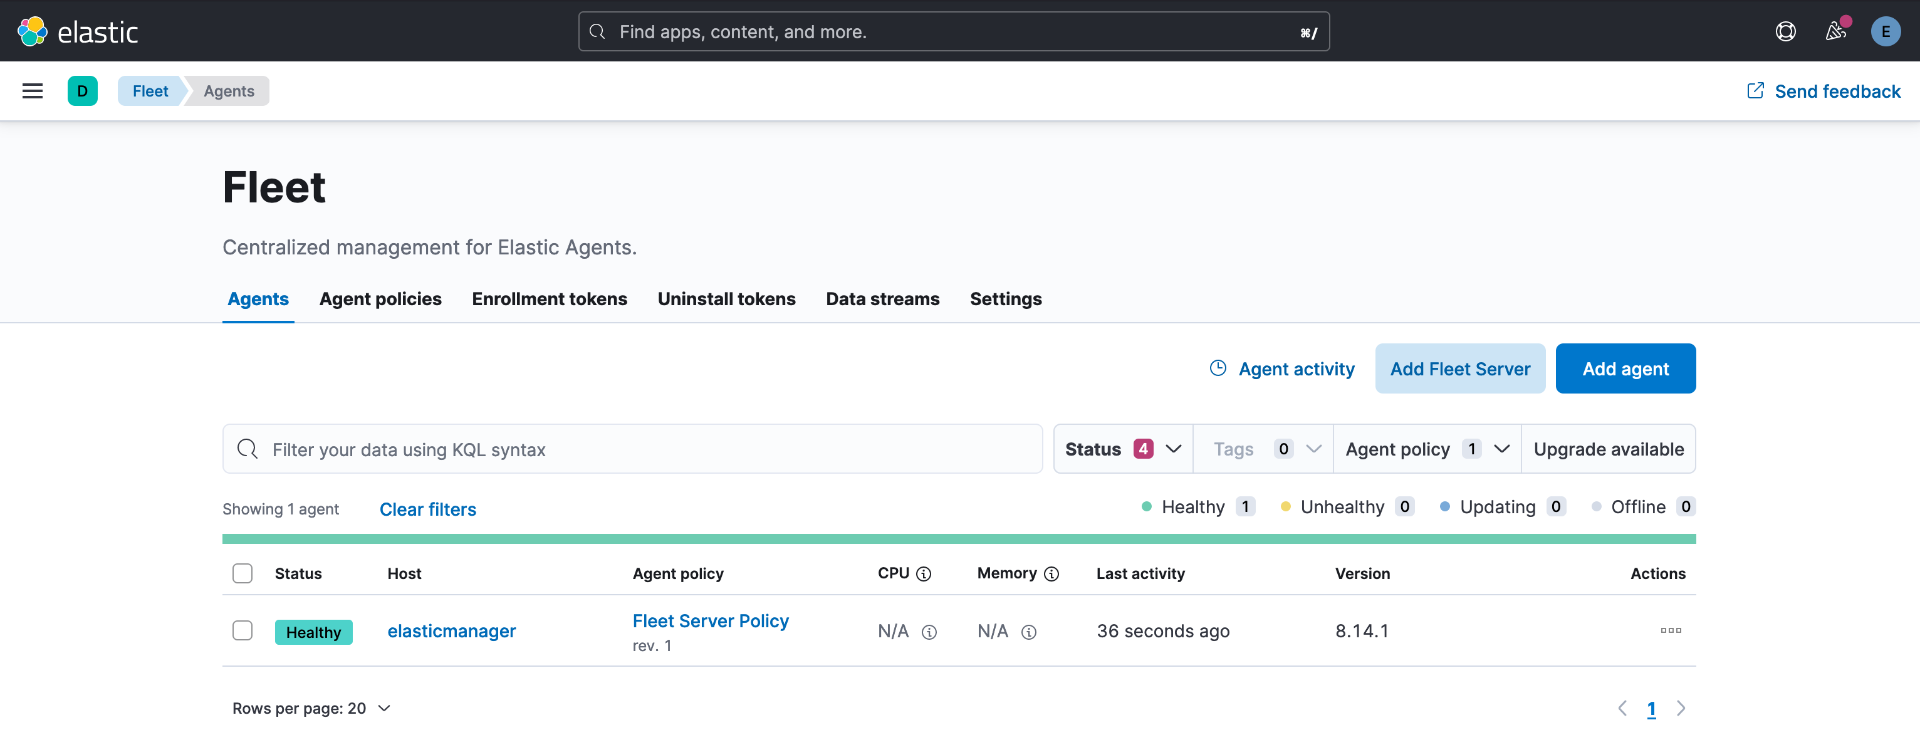 elastic
Find apps, content, and more.
⌘/
E
D
Fleet
Agents
Send feedback
Fleet
Centralized management for Elastic Agents.
Agents
Agent policies
Enrollment tokens
Uninstall tokens
Data streams
Settings
Agent activity
Add Fleet Server
Add agent
Filter your data using KQL syntax
Status 4
Tags 0
Agent policy 1
Upgrade available
Showing 1 agent
Clear filters
Healthy 1
Unhealthy 0
Updating 0
Offline 0
Status
Host
Agent policy
CPU
Memory
Last activity
Version
Actions
Healthy
elasticmanager
Fleet Server Policy
rev. 1
N/A
N/A
36 seconds ago
8.14.1
Rows per page: 20
1